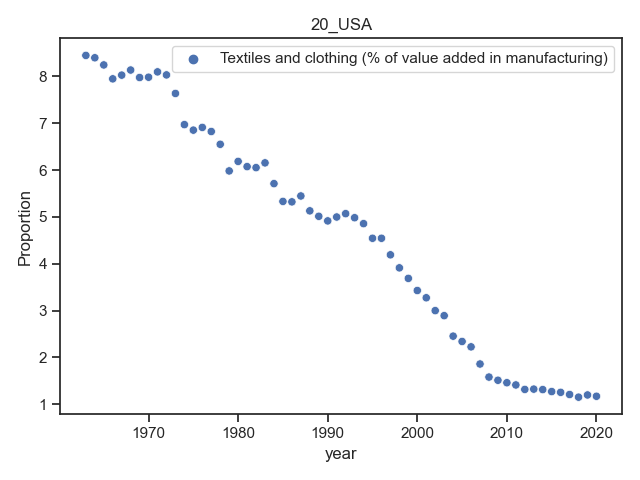 20_USA
Textiles and clothing (% of value added in manufacturing)
Proportion
8
7
6
5
4
3
2
1
1970 1980 1990 2000 2010 2020
year